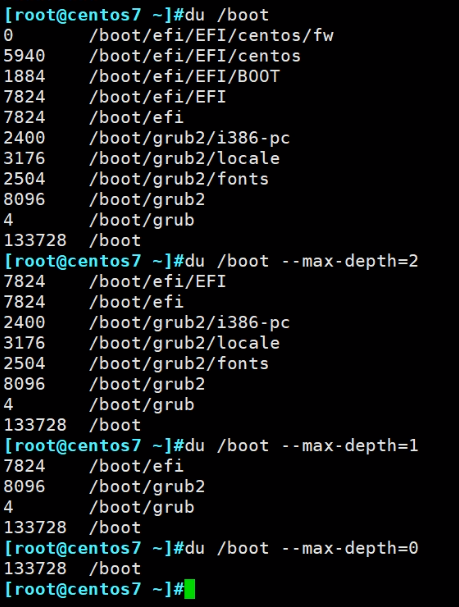 [root@centos7 ~]#du /boot
0       /boot/efi/EFI/centos/fw
5940    /boot/efi/EFI/centos
1884    /boot/efi/EFI/BOOT
7824    /boot/efi/EFI
7824    /boot/efi
2400    /boot/grub2/i386-pc
3176    /boot/grub2/locale
2504    /boot/grub2/fonts
8096    /boot/grub2
4       /boot/grub
133728  /boot
[root@centos7 ~]#du /boot --max-depth=2
7824    /boot/efi/EFI
7824    /boot/efi
2400    /boot/grub2/i386-pc
3176    /boot/grub2/locale
2504    /boot/grub2/fonts
8096    /boot/grub2
4       /boot/grub
133728  /boot
[root@centos7 ~]#du /boot --max-depth=1
7824    /boot/efi
8096    /boot/grub2
4       /boot/grub
133728  /boot
[root@centos7 ~]#du /boot --max-depth=0
133728  /boot
[root@centos7 ~]#